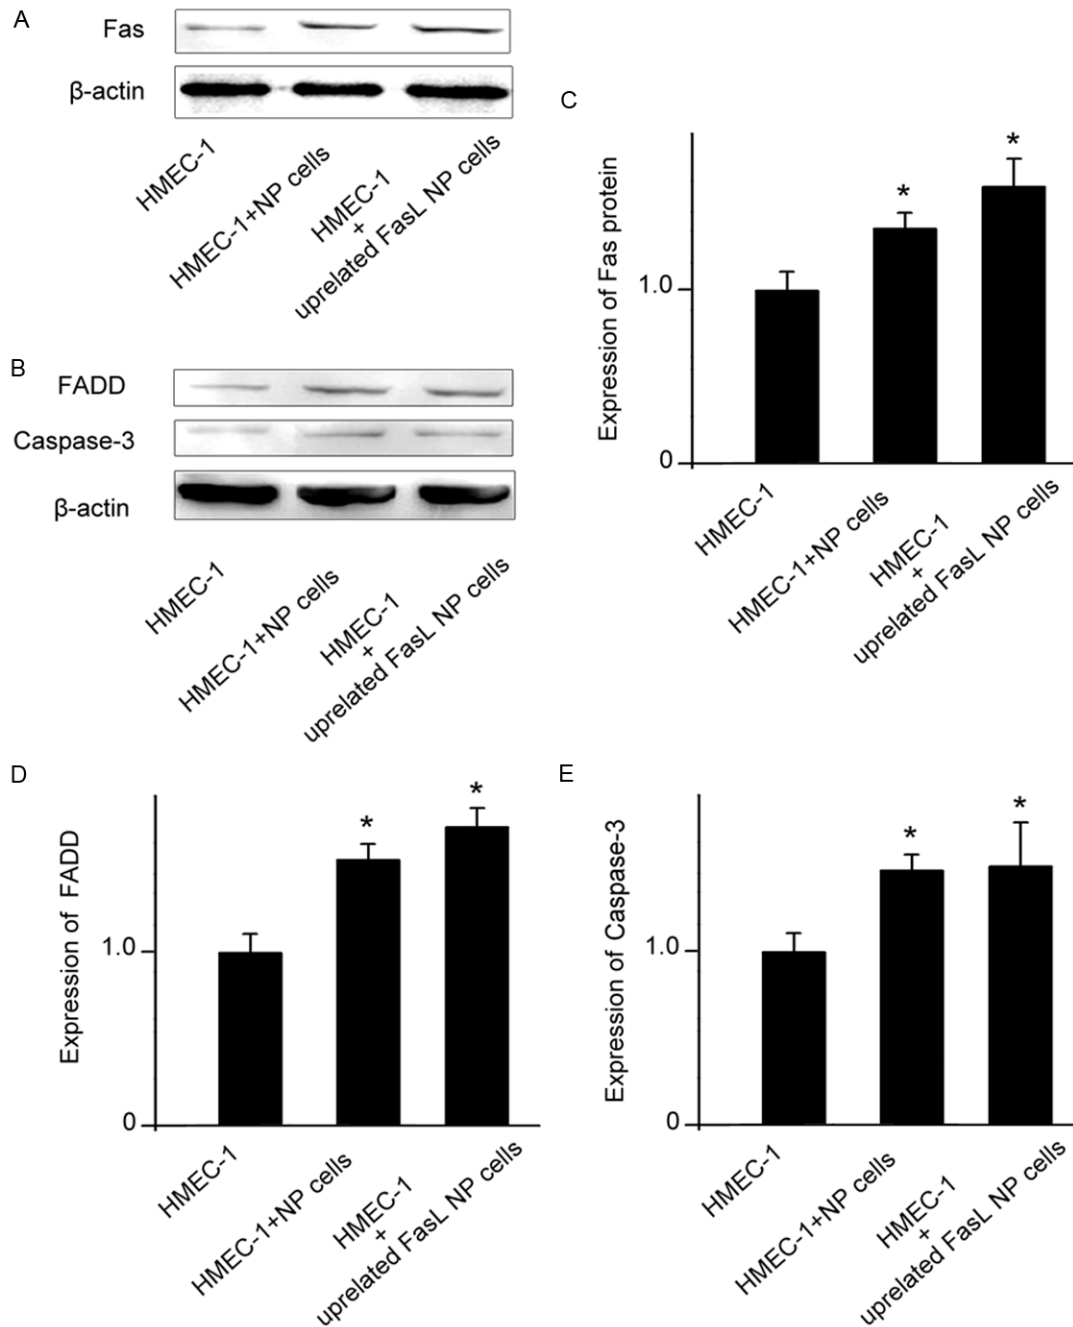 A
Fas
β-actin
HMEC-1
HMEC-1+NP cells
HMEC-1
+
uprelated FasL NP cells
B
FADD
Caspase-3
β-actin
HMEC-1
HMEC-1+NP cells
HMEC-1
+
uprelated FasL NP cells
C
Expression of Fas protein
1.0
0
*
*
HMEC-1
HMEC-1+NP cells
HMEC-1
+
uprelated FasL NP cells
D
Expression of FADD
1.0
0
*
*
HMEC-1
HMEC-1+NP cells
HMEC-1
+
uprelated FasL NP cells
E
Expression of Caspase-3
1.0
0
*
*
HMEC-1
HMEC-1+NP cells
HMEC-1
+
uprelated FasL NP cells